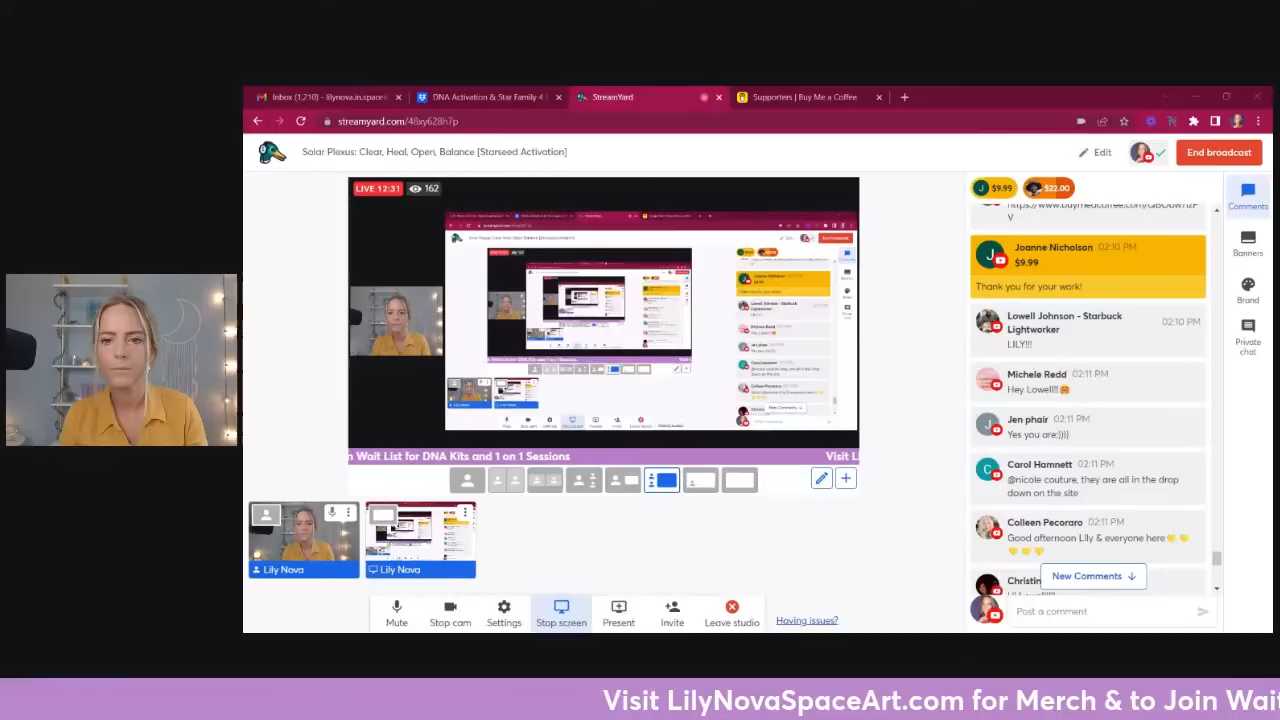 Inbox (1,210) - lilynova.in.space
DNA Activation & Star Family 4
StreamYard
Supporters | Buy Me a Coffee
streamyard.com/48xy628h7p
Solar Plexus: Clear, Heal, Open, Balance [Starseed Activation]
Edit
End broadcast
LIVE 12:31
162
$9.99
$22.00
Comments
Banners
Brand
Private chat
V
Joanne Nicholson 02:10 PM
$9.99
Thank you for your work!
Lowell Johnson - Starbuck
Lightworker
02:10 PM
LILY!!!
Michele Redd 02:11 PM
Hey Lowell!!
Jen phair 02:11 PM
Yes you are;))))
Carol Hamnett 02:11 PM
@nicole couture, they are all in the drop
down on the site
Colleen Pecoraro 02:11 PM
Good afternoon Lily & everyone here
Christin
New Comments
Post a comment
n Wait List for DNA Kits and 1 on 1 Sessions
Visit LI
Lily Nova
Lily Nova
Mute
Stop cam
Settings
Stop screen
Present
Invite
Leave studio
Having issues?
Visit LilyNovaSpaceArt.com for Merch & to Join Wai